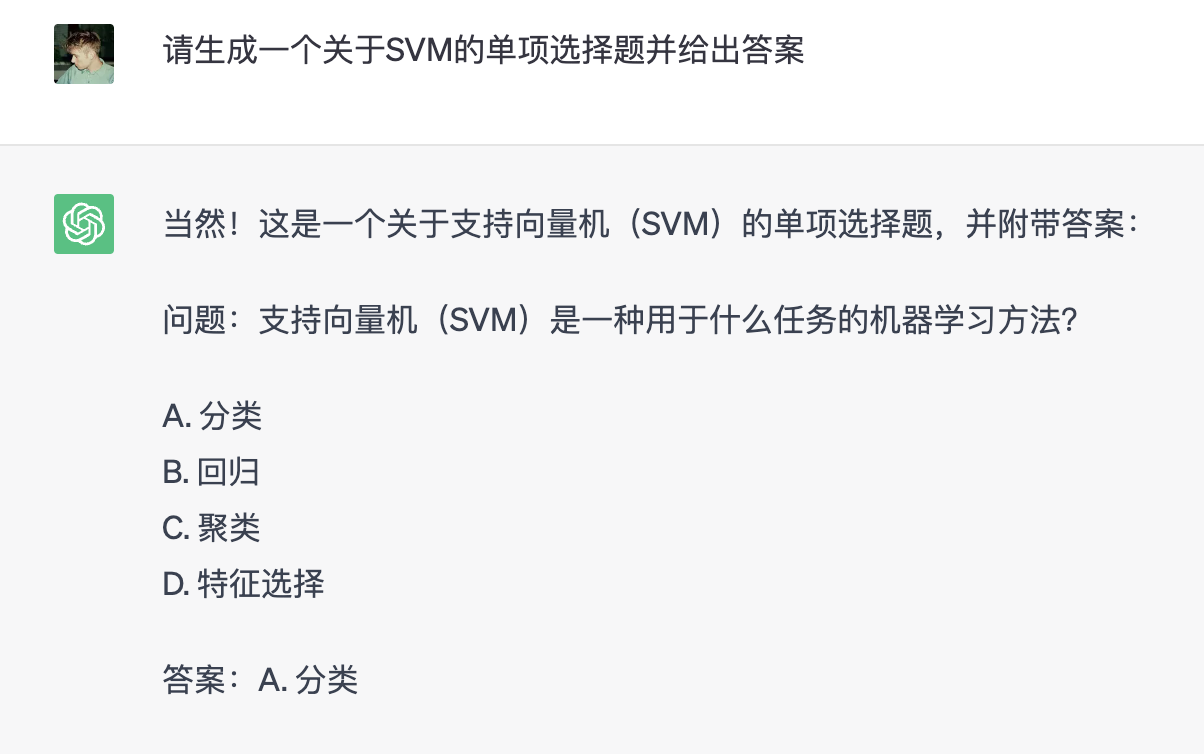 请生成一个关于SVM的单项选择题并给出答案
当然！这是一个关于支持向量机（SVM）的单项选择题，并附带答案：
问题：支持向量机（SVM）是一种用于什么任务的机器学习方法？
A. 分类
B. 回归
C. 聚类
D. 特征选择
答案：A. 分类